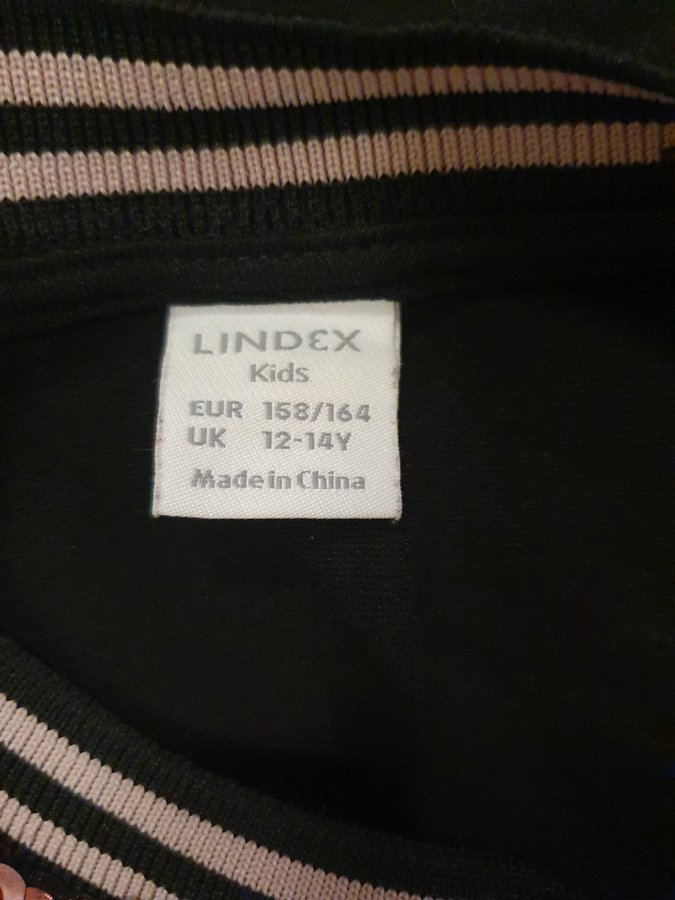 LINDEX
Kids
EUR 158/164
UK 12-14Y
Made in China